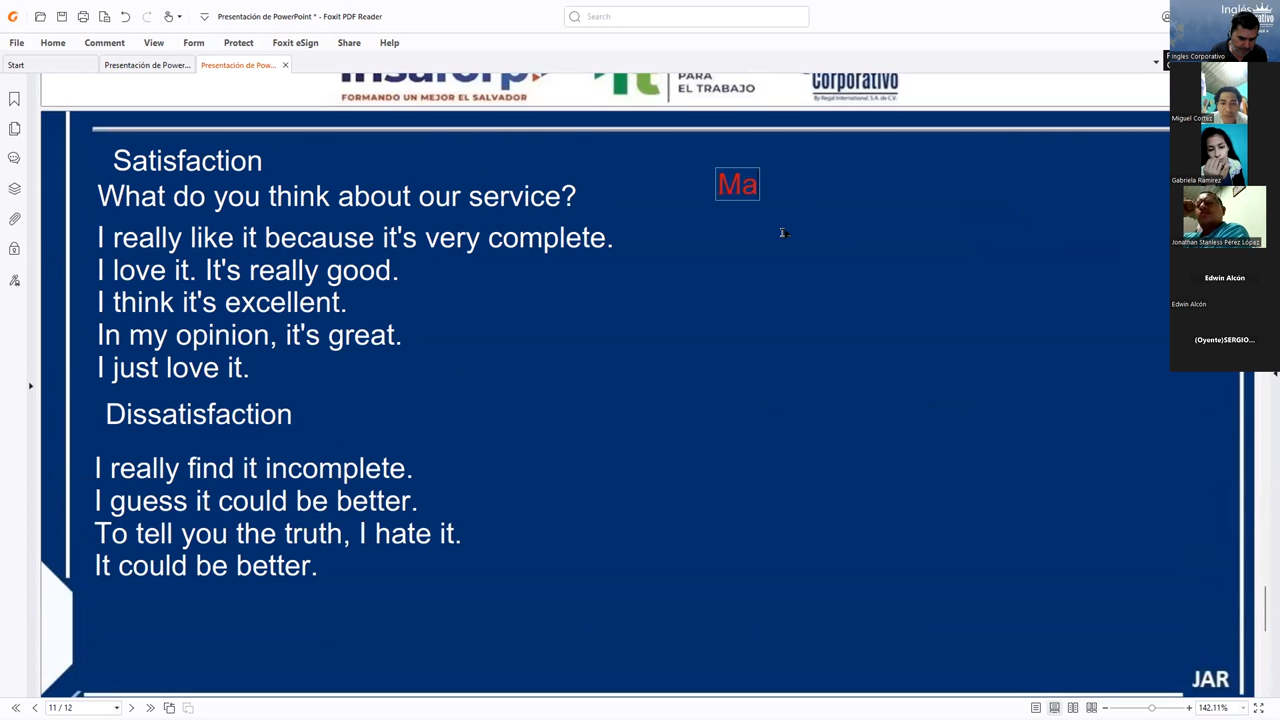 Presentación de PowerPoint * - Foxit PDF Reader
Search
File Home Comment View Form Protect Foxit eSign Share Help
Start
Presentación de Power...
Presentación de Pow...
FORMANDO UN MEJOR EL SALVADOR
PARA
EL TRABAJO
Corporativo
By Regal International, S.A. de C.V.
Satisfaction
What do you think about our service?
I really like it because it's very complete.
I love it. It's really good.
I think it's excellent.
In my opinion, it's great.
I just love it.
Ma
Dissatisfaction
I really find it incomplete.
I guess it could be better.
To tell you the truth, I hate it.
It could be better.
JAR
Inglés
Ingles Corporativo
Miguel Cortez
Gabriela Ramirez
Jonathan Stanless Pérez López
Edwin Alcón
Edwin Alcón
(Oyente)SERGIO...
11 / 12
142.11%